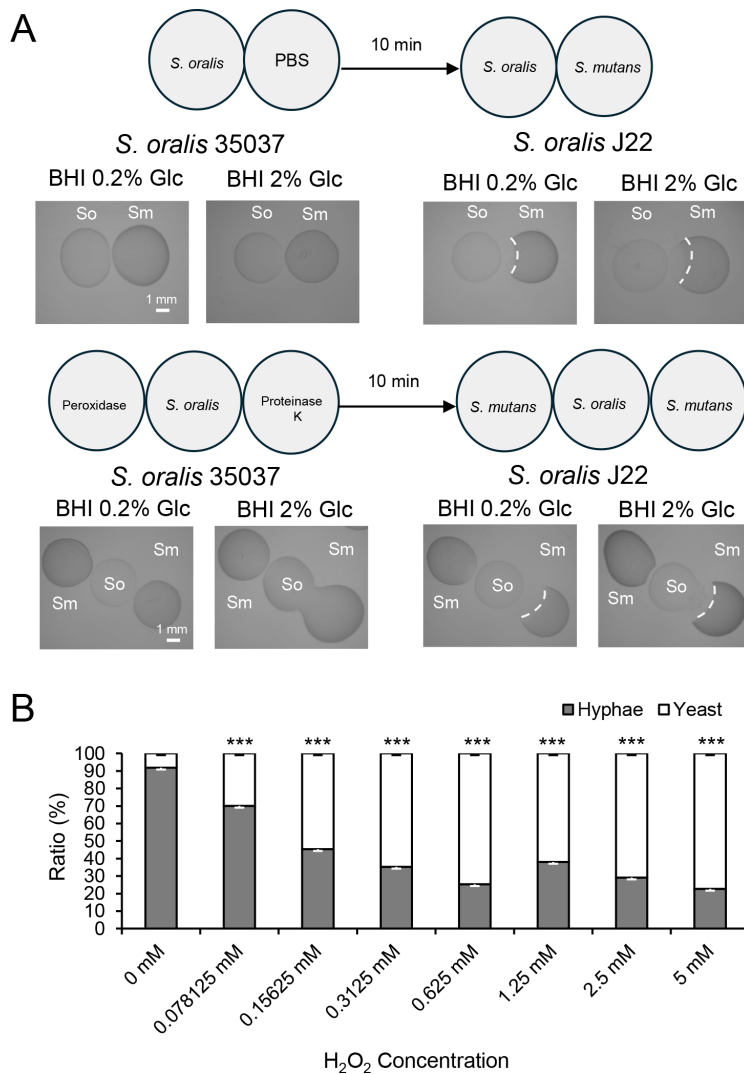 A
S. oralis
PBS
10 min
S. oralis
S. mutans
S. oralis 35037
S. oralis J22
BHI 0.2% Glc
BHI 2% Glc
BHI 0.2% Glc
BHI 2% Glc
So Sm
1 mm
So Sm
So Sm
So Sm
Peroxidase
S. oralis
Proteinase
K
10 min
S. mutans
S. oralis
S. mutans
S. oralis 35037
S. oralis J22
BHI 0.2% Glc
BHI 2% Glc
BHI 0.2% Glc
BHI 2% Glc
Sm
So
Sm
1 mm
Sm
So
Sm
Sm
So
Sm
Sm
So
Sm
B
Hyphae Yeast
*** *** *** *** *** *** ***
Ratio (%)
100
90
80
70
60
50
40
30
20
10
0
0 mM
0.078125 mM
0.15625 mM
0.3125 mM
0.625 mM
1.25 mM
2.5 mM
5 mM
H₂O₂ Concentration